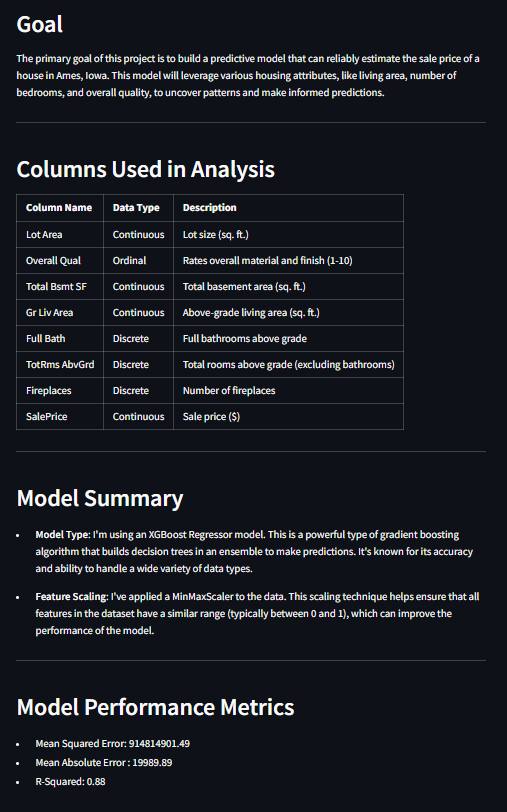 Goal
The primary goal of this project is to build a predictive model that can reliably estimate the sale price of a
house in Ames, Iowa. This model will leverage various housing attributes, like living area, number of
bedrooms, and overall quality, to uncover patterns and make informed predictions.
Columns Used in Analysis
Column Name Data Type Description
Lot Area Continuous Lot size (sq. ft.)
Overall Qual Ordinal Rates overall material and finish (1-10)
Total Bsmt SF Continuous Total basement area (sq. ft.)
Gr Liv Area Continuous Above-grade living area (sq. ft.)
Full Bath Discrete Full bathrooms above grade
TotRms AbvGrd Discrete Total rooms above grade (excluding bathrooms)
Fireplaces Discrete Number of fireplaces
SalePrice Continuous Sale price ($)
Model Summary
• Model Type: I'm using an XGBoost Regressor model. This is a powerful type of gradient boosting
algorithm that builds decision trees in an ensemble to make predictions. It's known for its accuracy
and ability to handle a wide variety of data types.
• Feature Scaling: I've applied a MinMaxScaler to the data. This scaling technique helps ensure that all
features in the dataset have a similar range (typically between 0 and 1), which can improve the
performance of the model.
Model Performance Metrics
• Mean Squared Error: 914814901.49
• Mean Absolute Error : 19989.89
• R-Squared: 0.88